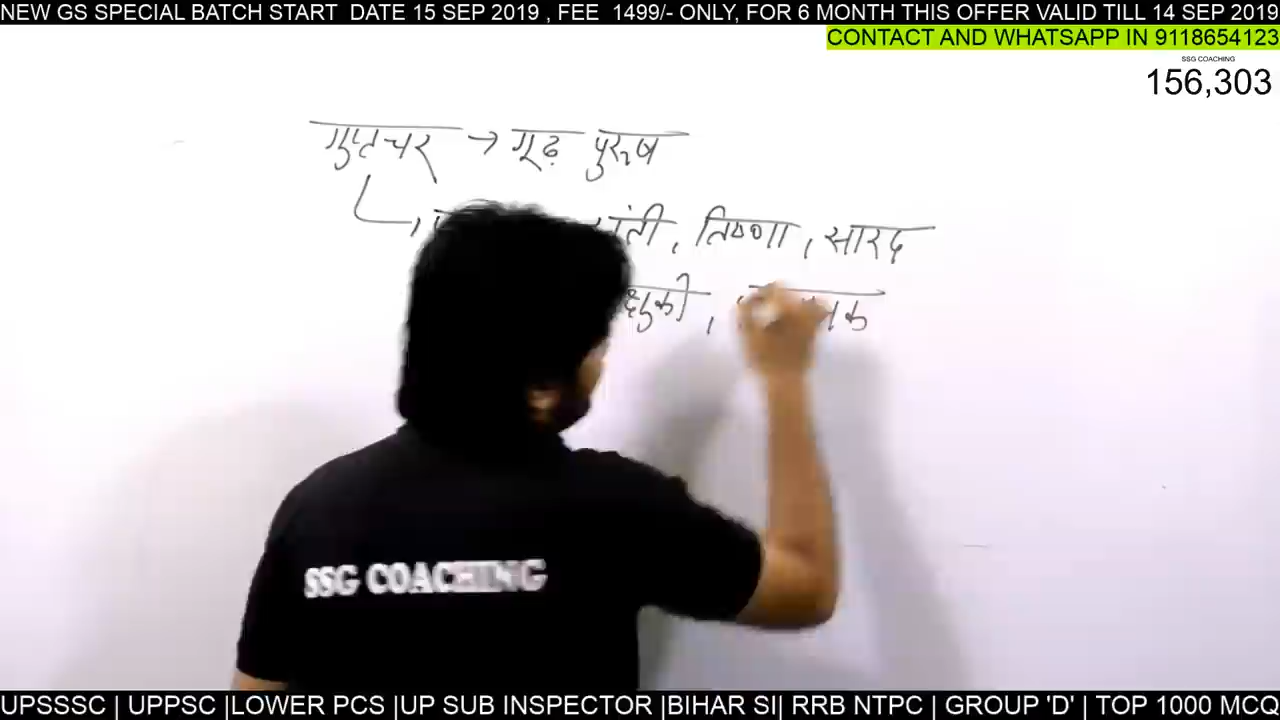 NEW GS SPECIAL BATCH START DATE 15 SEP 2019 , FEE 1499/- ONLY, FOR 6 MONTH THIS OFFER VALID TILL 14 SEP 2019
CONTACT AND WHATSAPP IN 9118654123
SSG COACHING
156,303
गुप्तचर → गूढ़ पुरूष
, तिष्णा, सारद
SSG COACHING
UPSSSC | UPPSC |LOWER PCS |UP SUB INSPECTOR |BIHAR SI| RRB NTPC | GROUP 'D' | TOP 1000 MCQ